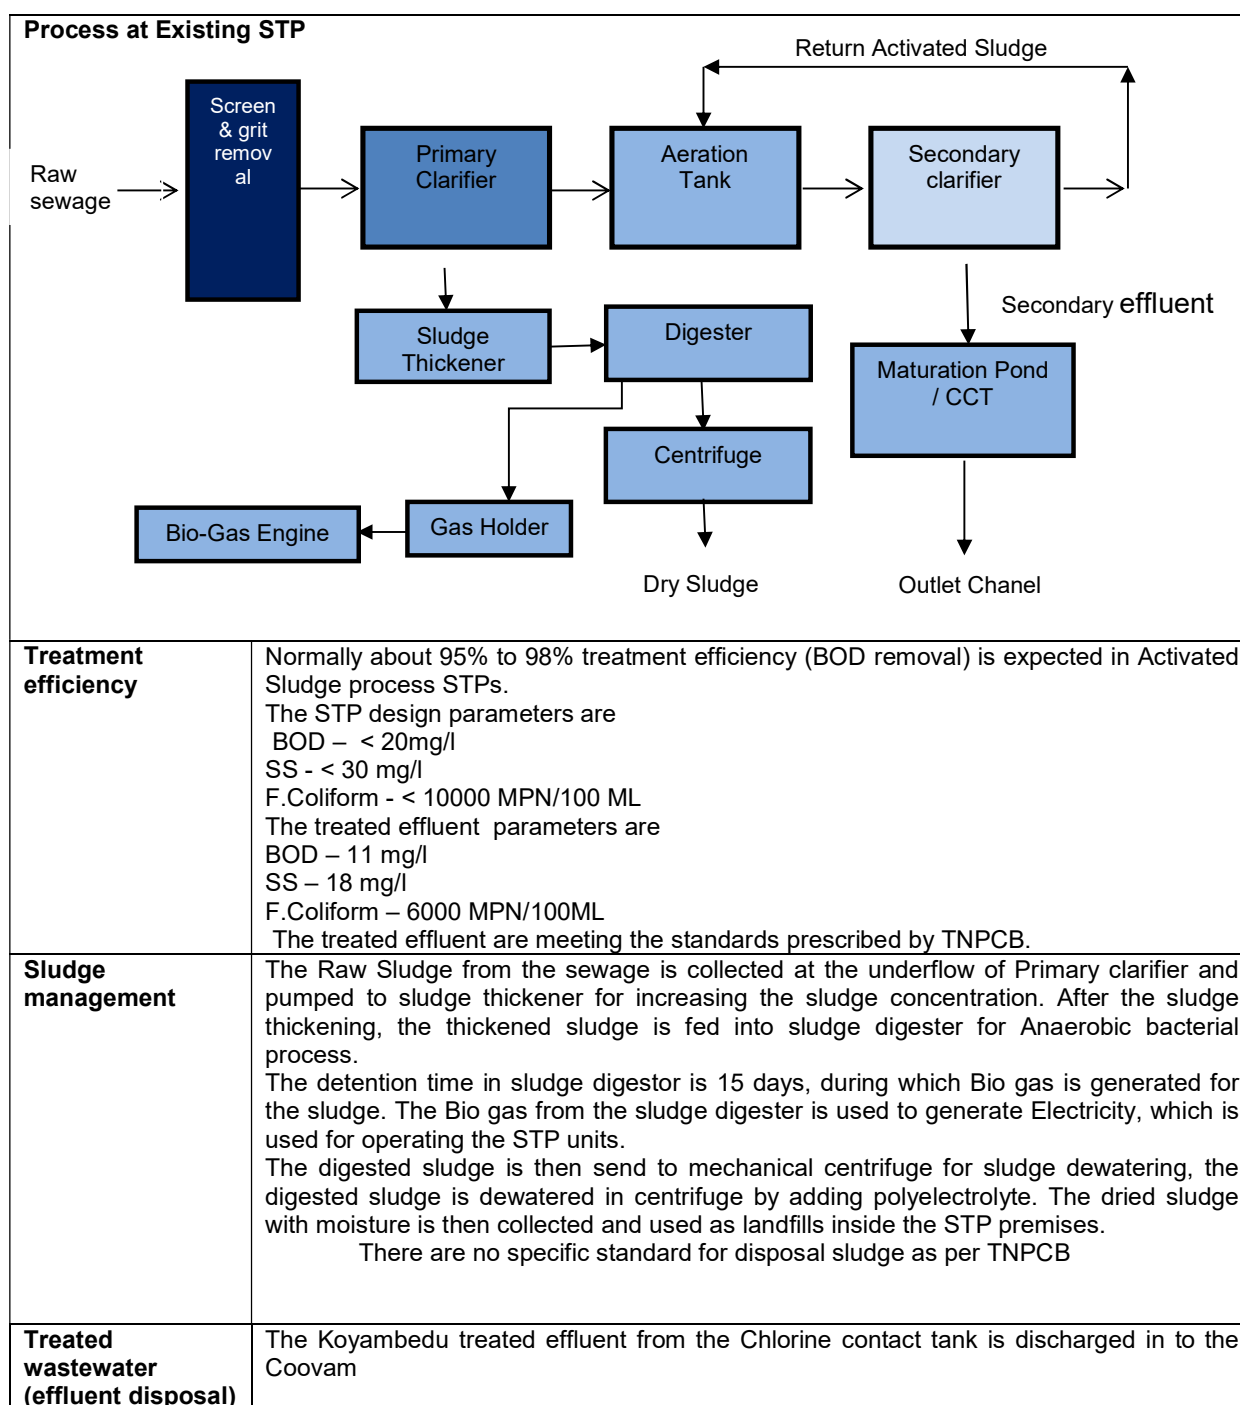 Process at Existing STP
Return Activated Sludge
Raw
sewage
Screen
& grit
remov
al
Primary
Clarifier
Aeration
Tank
Secondary
clarifier
Sludge
Thickener
Digester
Secondary effluent
Maturation Pond
/ CCT
Centrifuge
Bio-Gas Engine
Gas Holder
Dry Sludge
Outlet Chanel
Treatment
efficiency
Normally about 95% to 98% treatment efficiency (BOD removal) is expected in Activated
Sludge process STPs.
The STP design parameters are
BOD – < 20mg/l
SS - < 30 mg/l
F.Coliform - < 10000 MPN/100 ML
The treated effluent parameters are
BOD – 11 mg/l
SS – 18 mg/l
F.Coliform – 6000 MPN/100ML
The treated effluent are meeting the standards prescribed by TNPCB.
Sludge
management
The Raw Sludge from the sewage is collected at the underflow of Primary clarifier and
pumped to sludge thickener for increasing the sludge concentration. After the sludge
thickening, the thickened sludge is fed into sludge digester for Anaerobic bacterial
process.
The detention time in sludge digestor is 15 days, during which Bio gas is generated for
the sludge. The Bio gas from the sludge digester is used to generate Electricity, which is
used for operating the STP units.
The digested sludge is then send to mechanical centrifuge for sludge dewatering, the
digested sludge is dewatered in centrifuge by adding polyelectrolyte. The dried sludge
with moisture is then collected and used as landfills inside the STP premises.
There are no specific standard for disposal sludge as per TNPCB
Treated
wastewater
(effluent disposal)
The Koyambedu treated effluent from the Chlorine contact tank is discharged in to the
Coovam